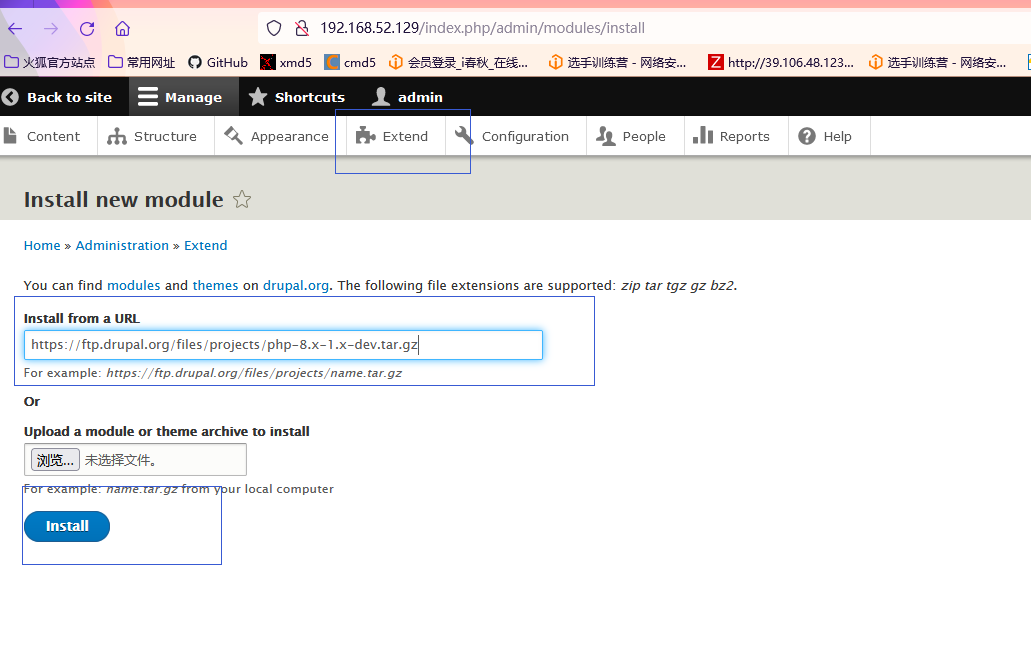 192.168.52.129/index.php/admin/modules/install
火狐官方站点 常用网址 GitHub xmd5 cmd5 会员登录_i春秋_在线... 选手训练营 - 网络安... Z http://39.106.48.123... 选手训练营 - 网络安...
Back to site Manage Shortcuts admin
Content Structure Appearance Extend Configuration People Reports Help
Install new module
Home » Administration » Extend
You can find modules and themes on drupal.org. The following file extensions are supported: zip tar tgz gz bz2.
Install from a URL
https://ftp.drupal.org/files/projects/php-8.x-1.x-dev.tar.gz
For example: https://ftp.drupal.org/files/projects/name.tar.gz
Or
Upload a module or theme archive to install
浏览... 未选择文件。
For example: name.tar.gz from your local computer
Install